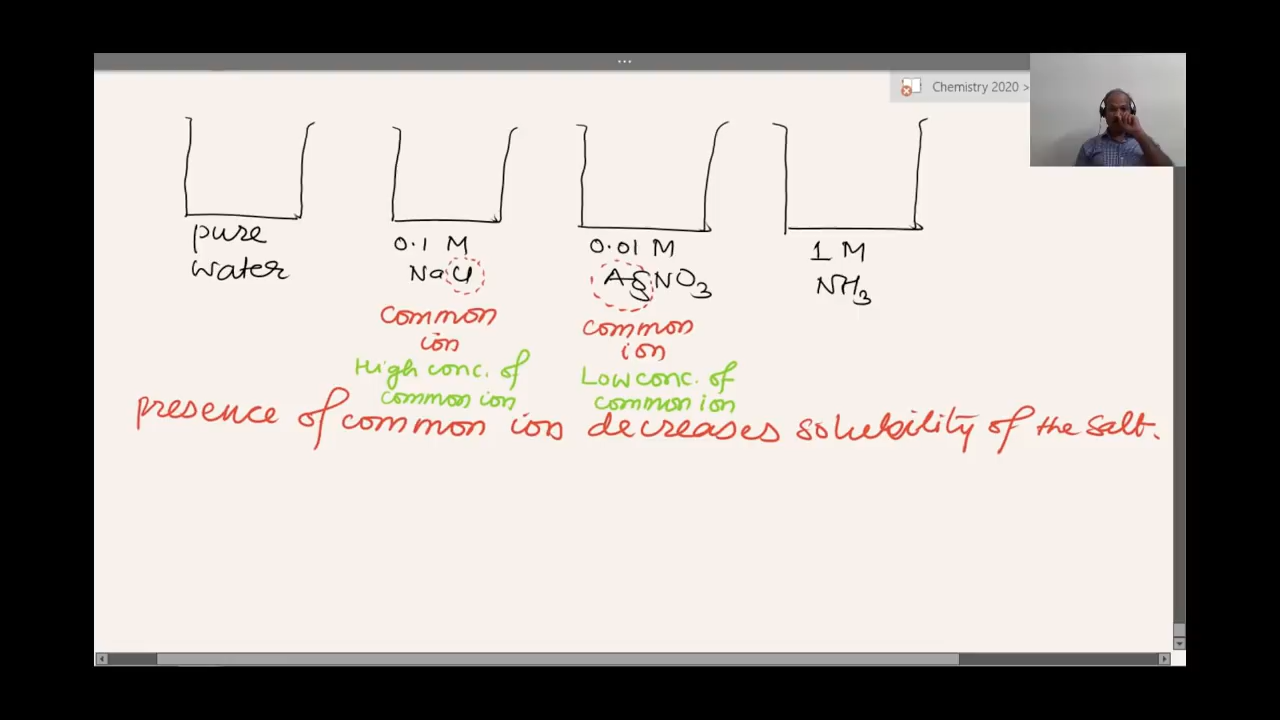 Chemistry 2020 >
pure
water
0.1 M
NaCl
common
ion
High conc. of
common ion
0.01 M
AgNO3
common
ion
Low conc. of
common ion
1 M
NH3
presence of common ion decreases solubility of the salt.